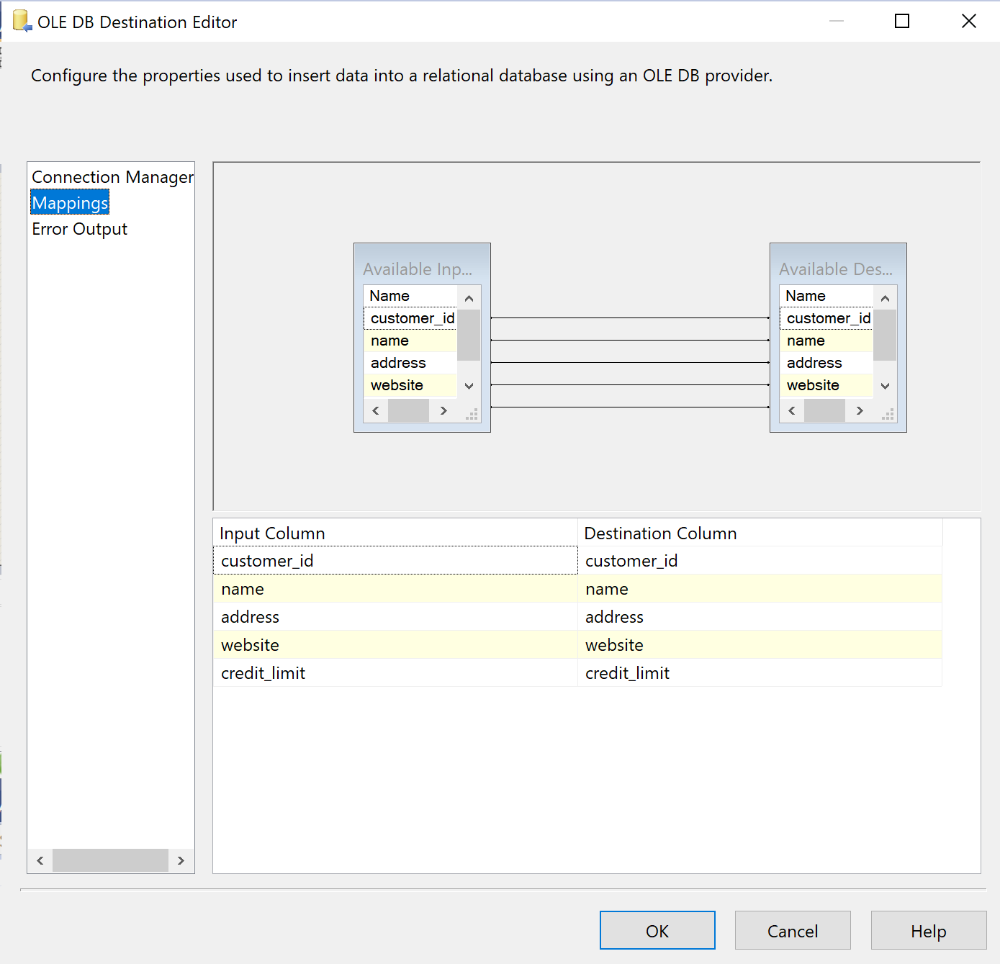 OLE DB Destination Editor
Configure the properties used to insert data into a relational database using an OLE DB provider.
Connection Manager
Mappings
Error Output
Available Inp...
Name
customer_id
name
address
website
Available Des...
Name
customer_id
name
address
website
Input Column Destination Column
customer_id customer_id
name name
address address
website website
credit_limit credit_limit
OK Cancel Help